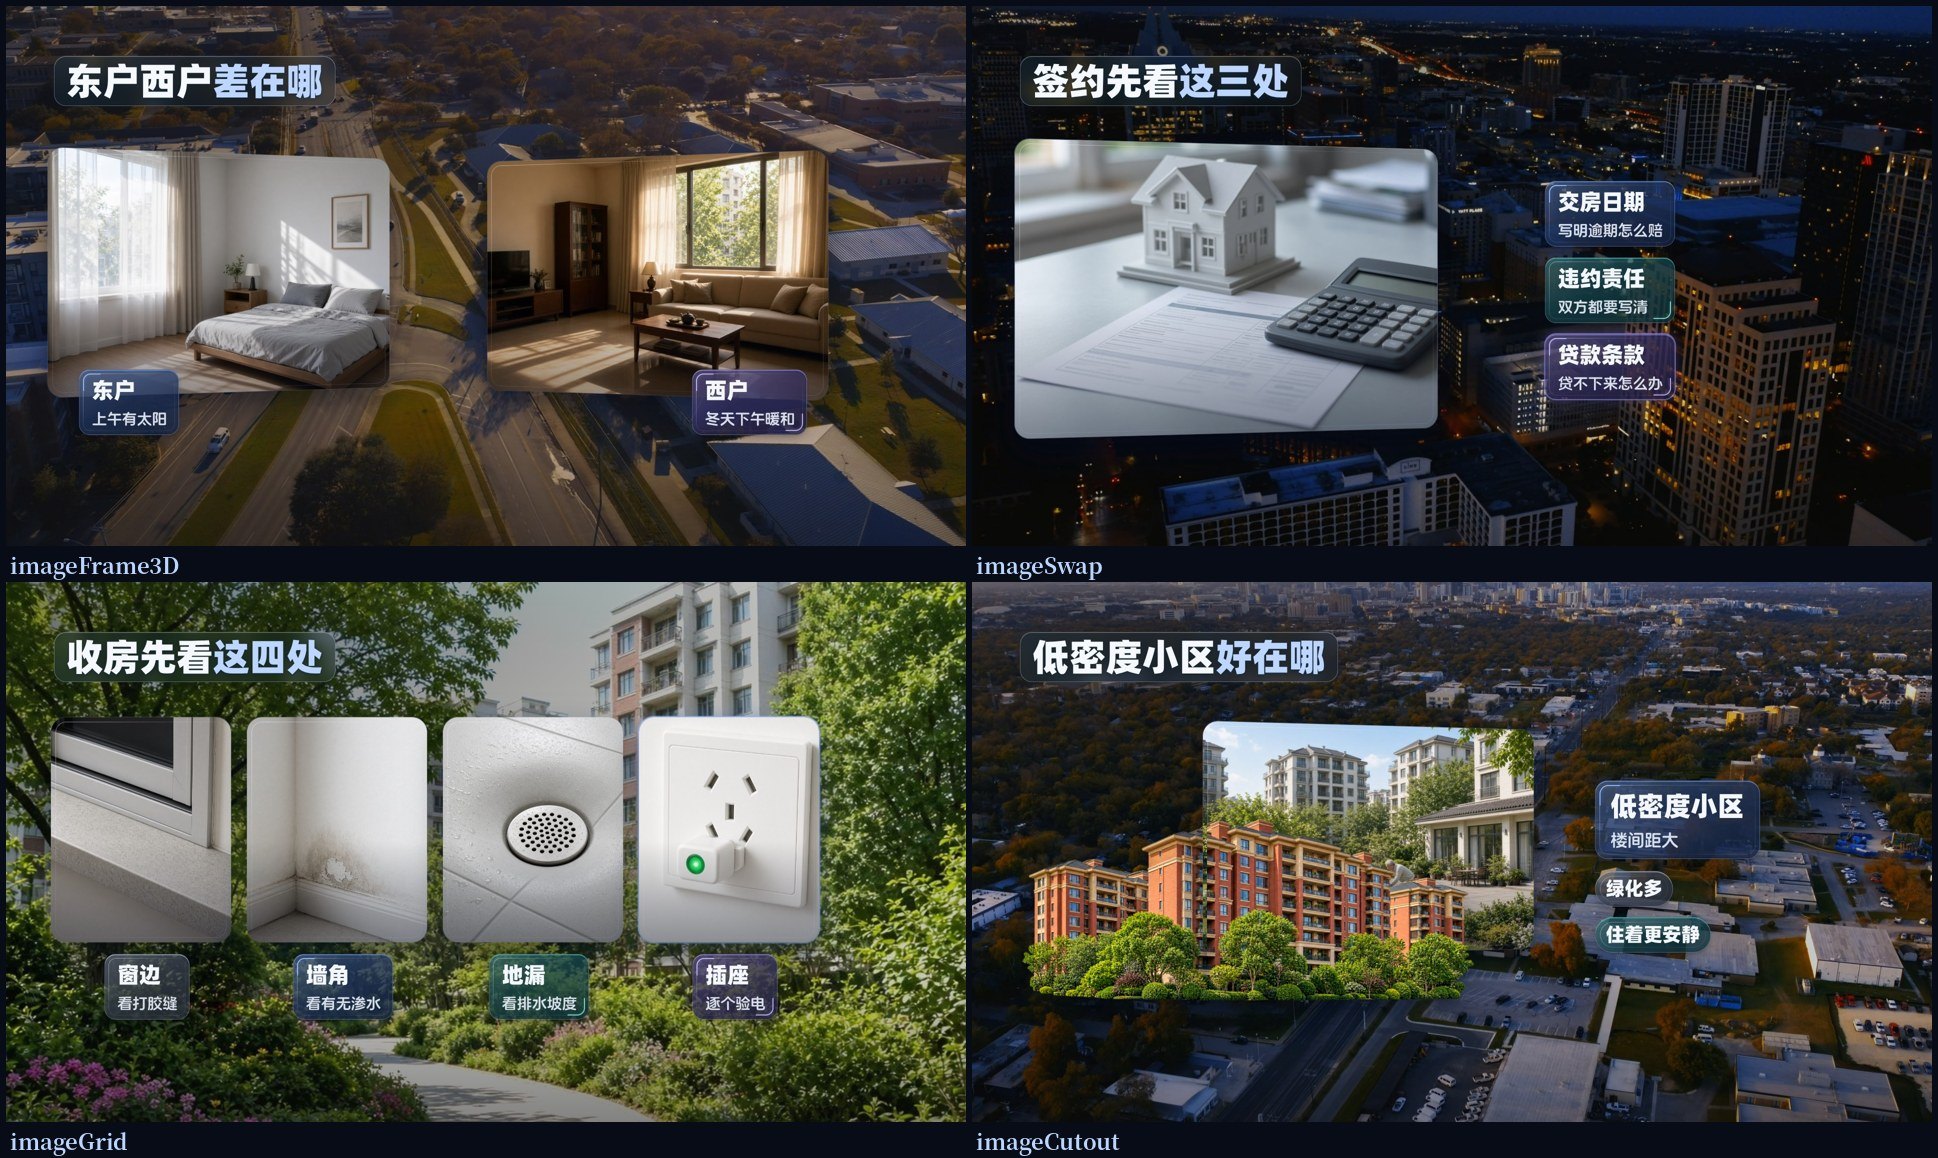 东户西户差在哪
东户
上午有太阳
西户
冬天下午暖和
imageFrame3D
签约先看这三处
交房日期
写明逾期怎么赔
违约责任
双方都要写清
贷款条款
贷不下来怎么办
imageSwap
收房先看这四处
窗边
看打胶缝
墙角
看有无渗水
地漏
看排水坡度
插座
逐个验电
imageGrid
低密度小区好在哪
低密度小区
楼间距大
绿化多
住着更安静
imageCutout